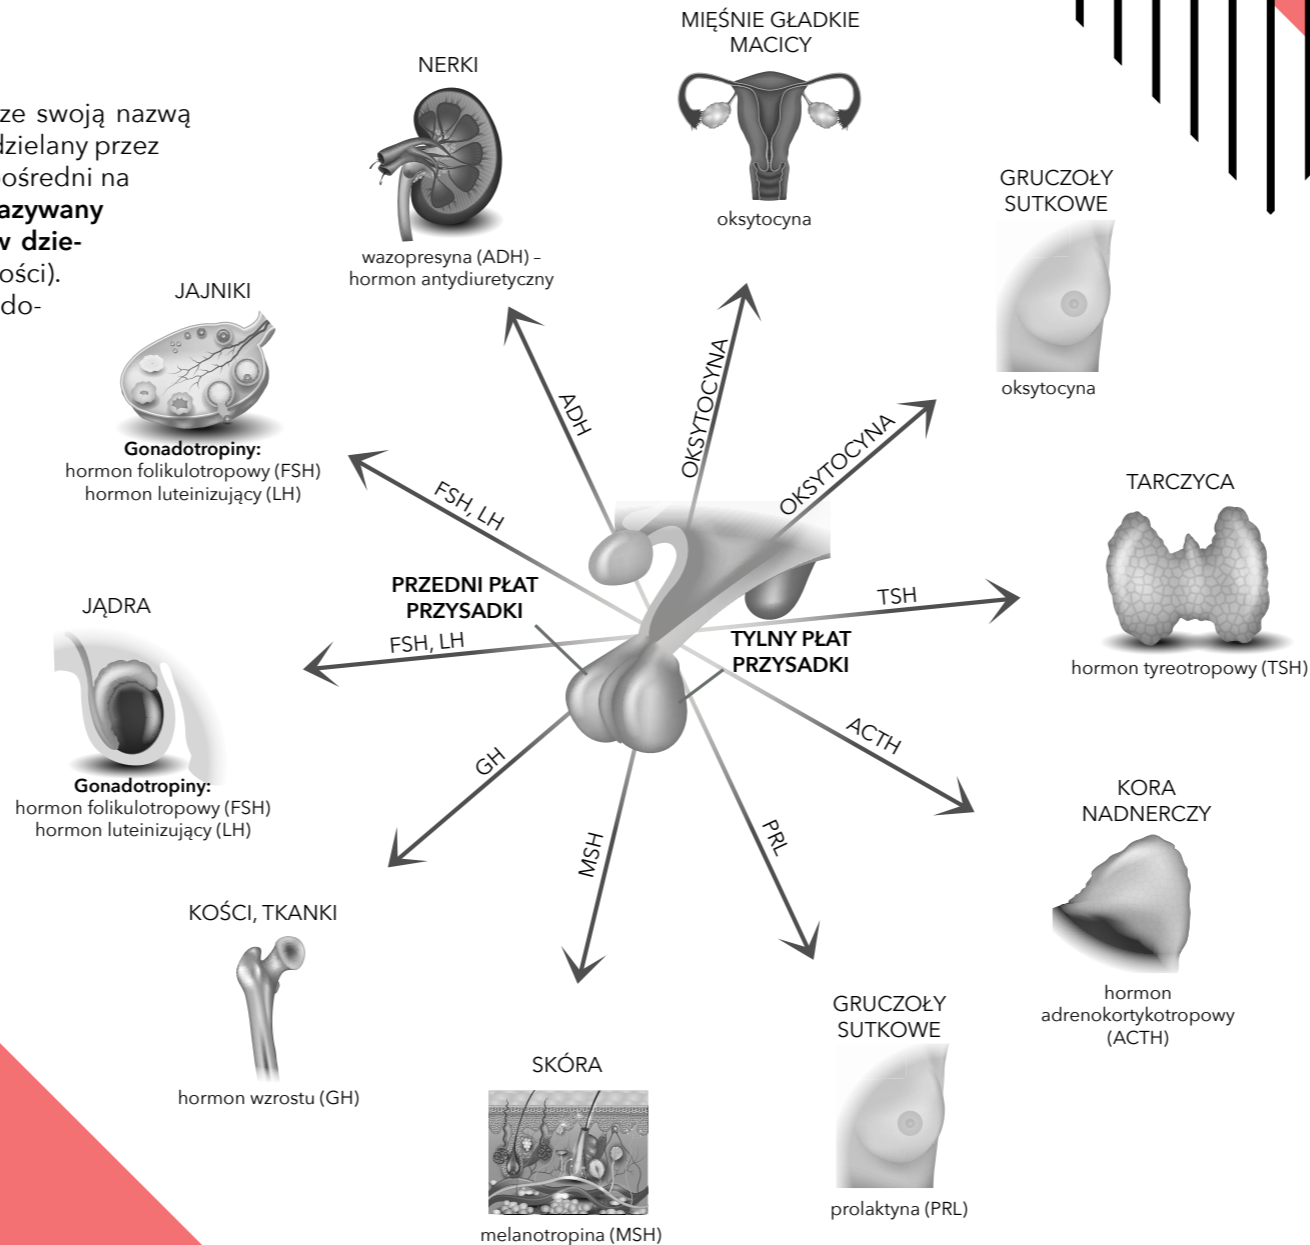 ze swoją nazwą
dzielany przez
pośredni na
azywany
w dzie-
ości).
do-
MIĘŚNIE GŁADKIE
MACICY
oksytocyna
NERKI
wazopresyna (ADH) –
hormon antydiuretyczny
GRUCZOŁY
SUTKOWE
oksytocyna
JAJNIKI
Gonadotropiny:
hormon folikulotropowy (FSH)
hormon luteinizujący (LH)
ADH
OKSYTOCYNA
OKSYTOCYNA
FSH, LH
TARCZYCA
hormon tyreotropowy (TSH)
PRZEDNI PŁAT
PRZYSADKI
TSH
JĄDRA
Gonadotropiny:
hormon folikulotropowy (FSH)
hormon luteinizujący (LH)
FSH, LH
TYLNY PŁAT
PRZYSADKI
GH
ACTH
MSH
PRL
KORA
NADNERCZY
hormon
adrenokortykotropowy
(ACTH)
KOŚCI, TKANKI
hormon wzrostu (GH)
SKÓRA
melanotropina (MSH)
GRUCZOŁY
SUTKOWE
prolaktyna (PRL)